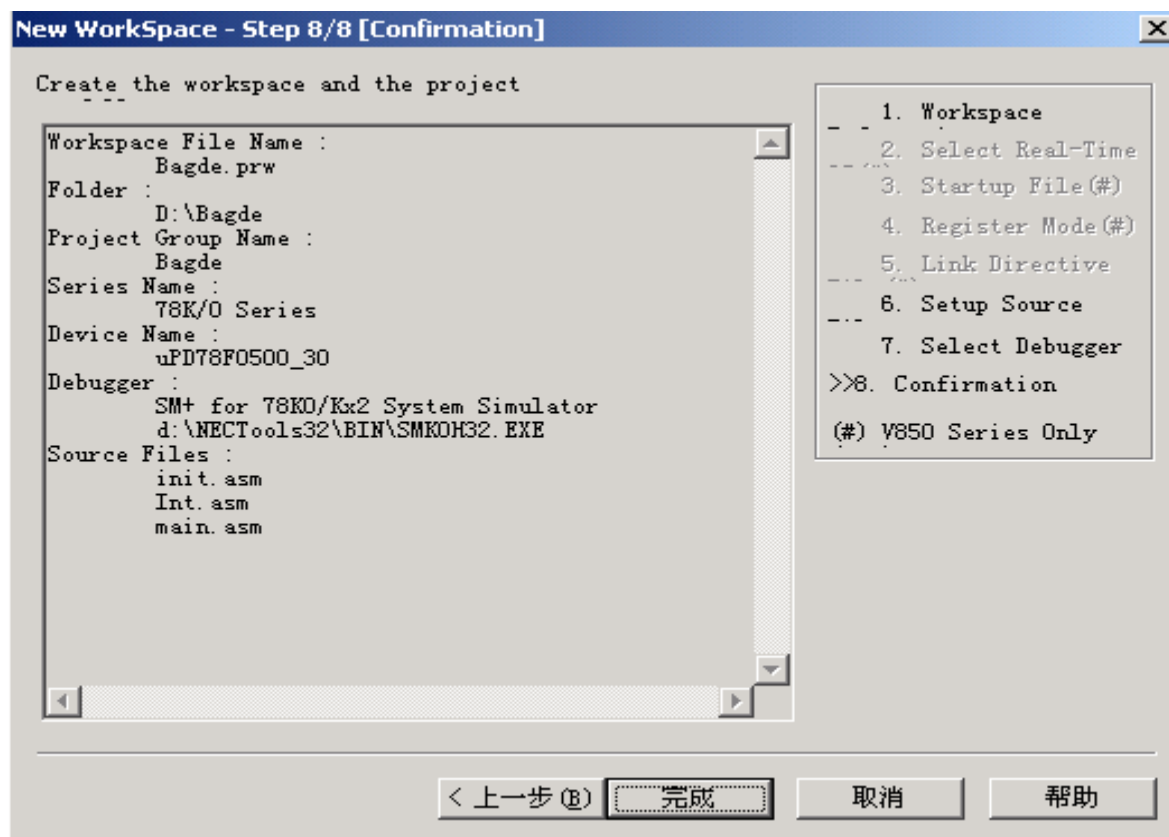 New WorkSpace - Step 8/8 [Confirmation]
Create the workspace and the project
Workspace File Name :
Bagde.prw
Folder :
D:\Bagde
Project Group Name :
Bagde
Series Name :
78K/0 Series
Device Name :
uPD78F0500_30
Debugger :
SM+ for 78K0/Kx2 System Simulator
d:\NECTools32\BIN\SMK0H32.EXE
Source Files :
init.asm
Int.asm
main.asm
1. Workspace
2. Select Real-Time
3. Startup File(#)
4. Register Mode(#)
5. Link Directive
6. Setup Source
7. Select Debugger
>>8. Confirmation
(#) V850 Series Only
< 上一步(B)
完成
取消
帮助